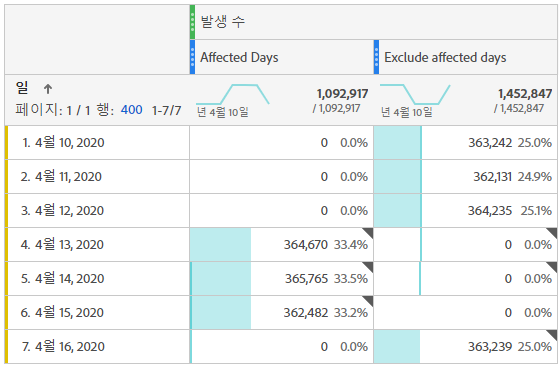 발생 수
Affected Days Exclude affected days
일 ↑
페이지: 1 / 1 행: 400 1-7/7
년 4월 10일 1,092,917 / 1,092,917
년 4월 10일 1,452,847 / 1,452,847
1. 4월 10, 2020 0 0.0% 363,242 25.0%
2. 4월 11, 2020 0 0.0% 362,131 24.9%
3. 4월 12, 2020 0 0.0% 364,235 25.1%
4. 4월 13, 2020 364,670 33.4% 0 0.0%
5. 4월 14, 2020 365,765 33.5% 0 0.0%
6. 4월 15, 2020 362,482 33.2% 0 0.0%
7. 4월 16, 2020 0 0.0% 363,239 25.0%